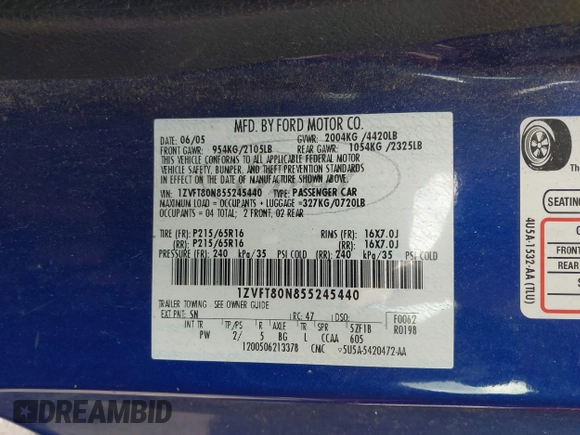 MFD. BY FORD MOTOR CO.
DATE: 06/05 GVWR: 2004KG /4420LB
FRONT GAWR: 954KG/2105LB REAR GAWR: 1054KG /2325LB
THIS VEHICLE CONFORMS TO ALL APPLICABLE FEDERAL MOTOR
VEHICLE SAFETY, BUMPER, AND THEFT PREVENTION STANDARDS
IN EFFECT ON THE DATE OF MANUFACTURE SHOWN ABOVE.
VIN: 1ZVFT80N855245440 TYPE: PASSENGER CAR
MAXIMUM LOAD = OCCUPANTS + LUGGAGE =327KG/0720LB
OCCUPANTS = 04 TOTAL: 2 FRONT, 02 REAR
TIRE (FR): P215/65R16 RIMS (FR): 16X7.0J
(RR): P215/65R16 (RR): 16X7.0J
PRESSURE (FR): 240 kPa/35 PSI COLD (RR): 240 kPa/35 PSI COLD
1ZVFT80N855245440
TRAILER TOWING - SEE OWNER GUIDE
EXT PNT: SN RC: 47 DSO: F0062
INT TR TP/PS R AXLE TR SPR SZF1B R0198
PW 2/ 5 BG L CCAA 605
1200506213378 CNIC ▽5U5A-5420472-AA
4U5A-1532-AA (TLU)
The
SEATING
FRONT
REAR
DREAMBID